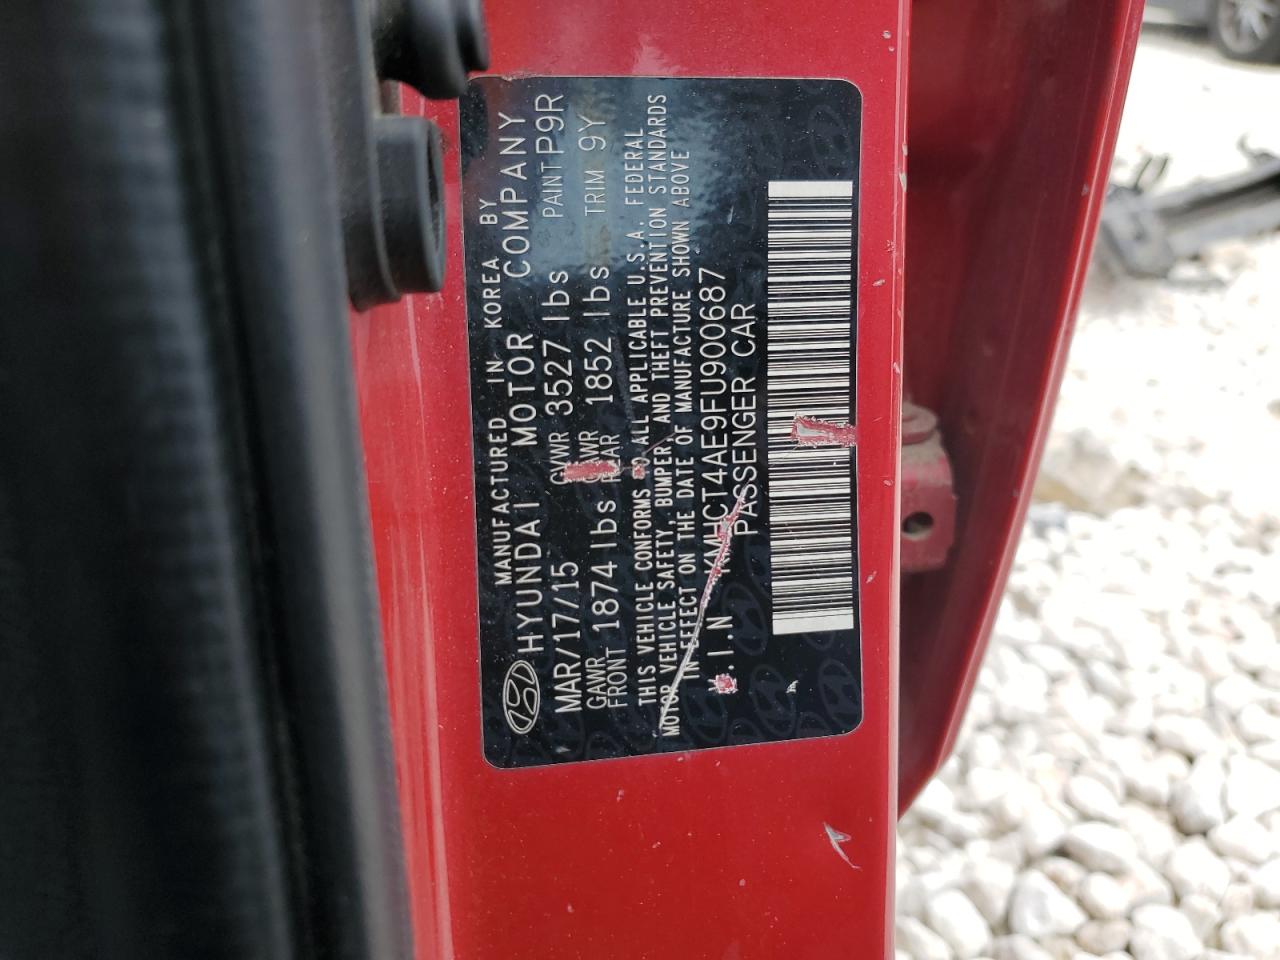 MANUFACTURED IN KOREA BY
HYUNDAI MOTOR COMPANY
MAR/17/15 GVWR 3527 lbs PAINT P9R
GAWR FRONT 1874 lbs GAWR REAR 1852 lbs TRIM 9Y
THIS VEHICLE CONFORMS TO ALL APPLICABLE U.S.A. FEDERAL
MOTOR VEHICLE SAFETY, BUMPER, AND THEFT PREVENTION STANDARDS
IN EFFECT ON THE DATE OF MANUFACTURE SHOWN ABOVE
V.I.N KMHCT4AE9FU900687
PASSENGER CAR